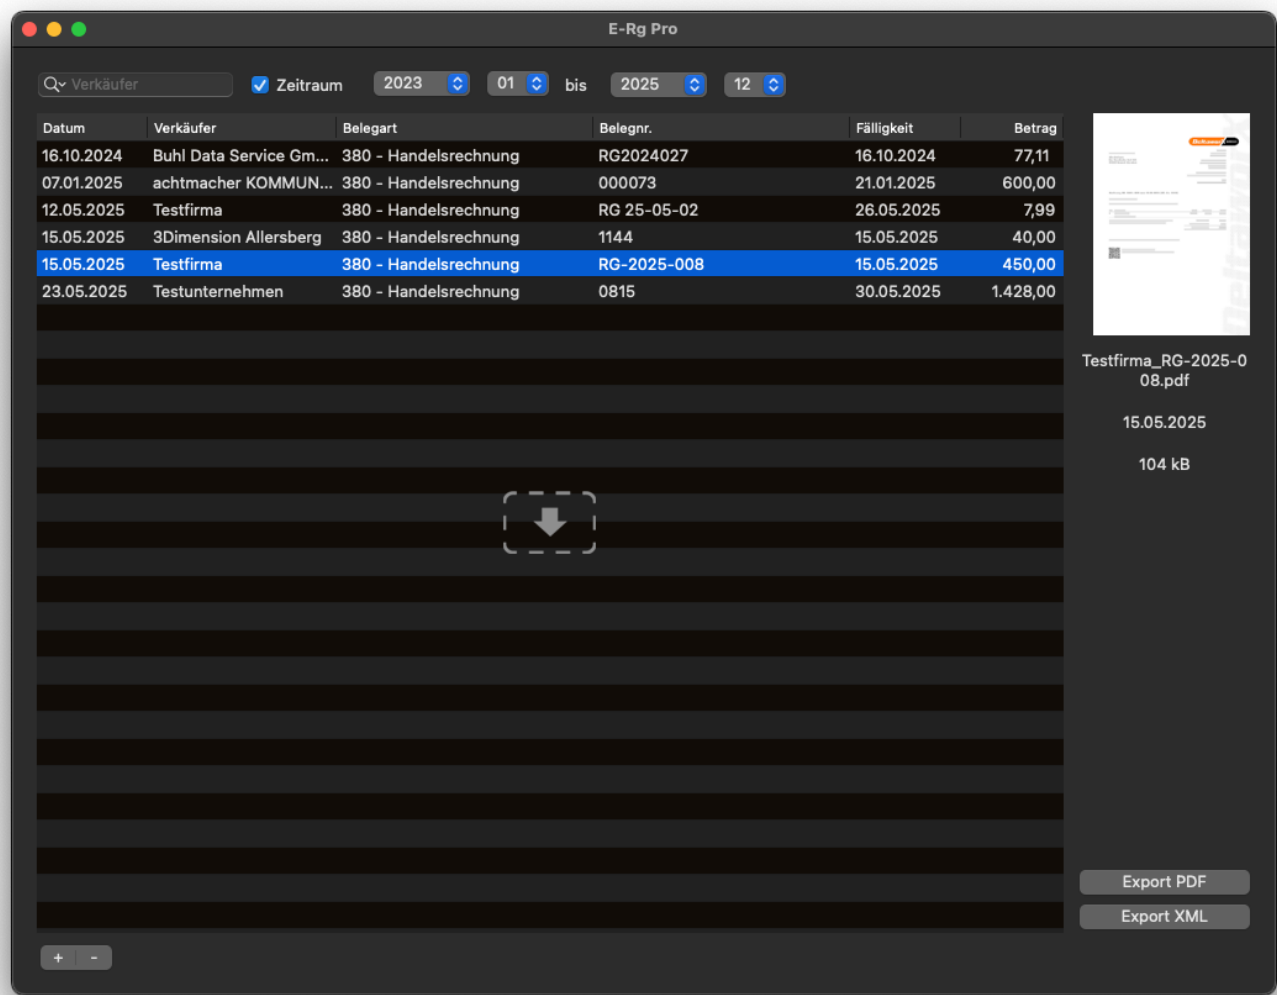 E-Rg Pro
Verkäufer
Zeitraum 2023 01 bis 2025 12
Datum Verkäufer Belegart Belegnr. Fälligkeit Betrag
16.10.2024 Buhl Data Service Gm... 380 - Handelsrechnung RG2024027 16.10.2024 77,11
07.01.2025 achtmacher KOMMUN... 380 - Handelsrechnung 000073 21.01.2025 600,00
12.05.2025 Testfirma 380 - Handelsrechnung RG 25-05-02 26.05.2025 7,99
15.05.2025 3Dimension Allersberg 380 - Handelsrechnung 1144 15.05.2025 40,00
15.05.2025 Testfirma 380 - Handelsrechnung RG-2025-008 15.05.2025 450,00
23.05.2025 Testunternehmen 380 - Handelsrechnung 0815 30.05.2025 1.428,00
Testfirma_RG-2025-0
08.pdf
15.05.2025
104 kB
Export PDF
Export XML
+ -